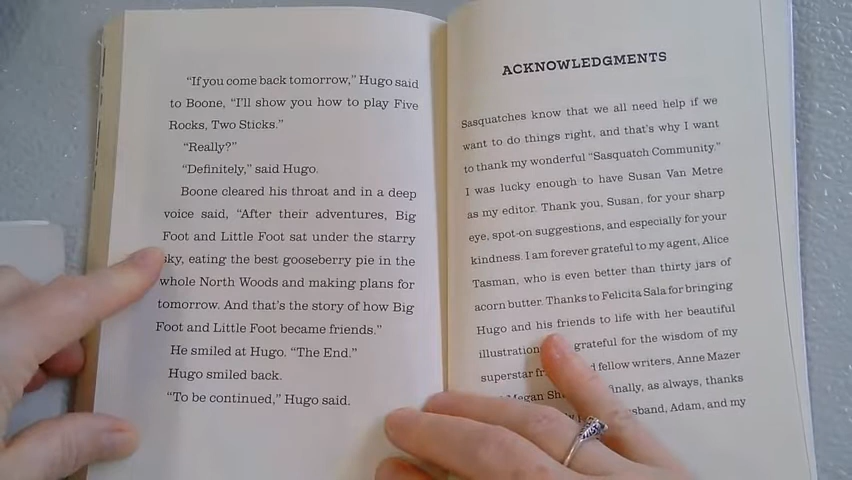 "If you come back tomorrow," Hugo said
to Boone, "I'll show you how to play Five
Rocks, Two Sticks."
"Really?"
"Definitely," said Hugo.
Boone cleared his throat and in a deep
voice said, "After their adventures, Big
Foot and Little Foot sat under the starry
sky, eating the best gooseberry pie in the
whole North Woods and making plans for
tomorrow. And that's the story of how Big
Foot and Little Foot became friends."
He smiled at Hugo. "The End."
Hugo smiled back.
"To be continued," Hugo said.
ACKNOWLEDGMENTS
Sasquatches know that we all need help if we
want to do things right, and that's why I want
to thank my wonderful "Sasquatch Community."
I was lucky enough to have Susan Van Metre
as my editor. Thank you, Susan, for your sharp
eye, spot-on suggestions, and especially for your
kindness. I am forever grateful to my agent, Alice
Tasman, who is even better than thirty jars of
acorn butter. Thanks to Felicita Sala for bringing
Hugo and his friends to life with her beautiful
grateful for the wisdom of my
superstar fellow writers, Anne Mazer
Megan finally, as always, thanks
Adam, and my